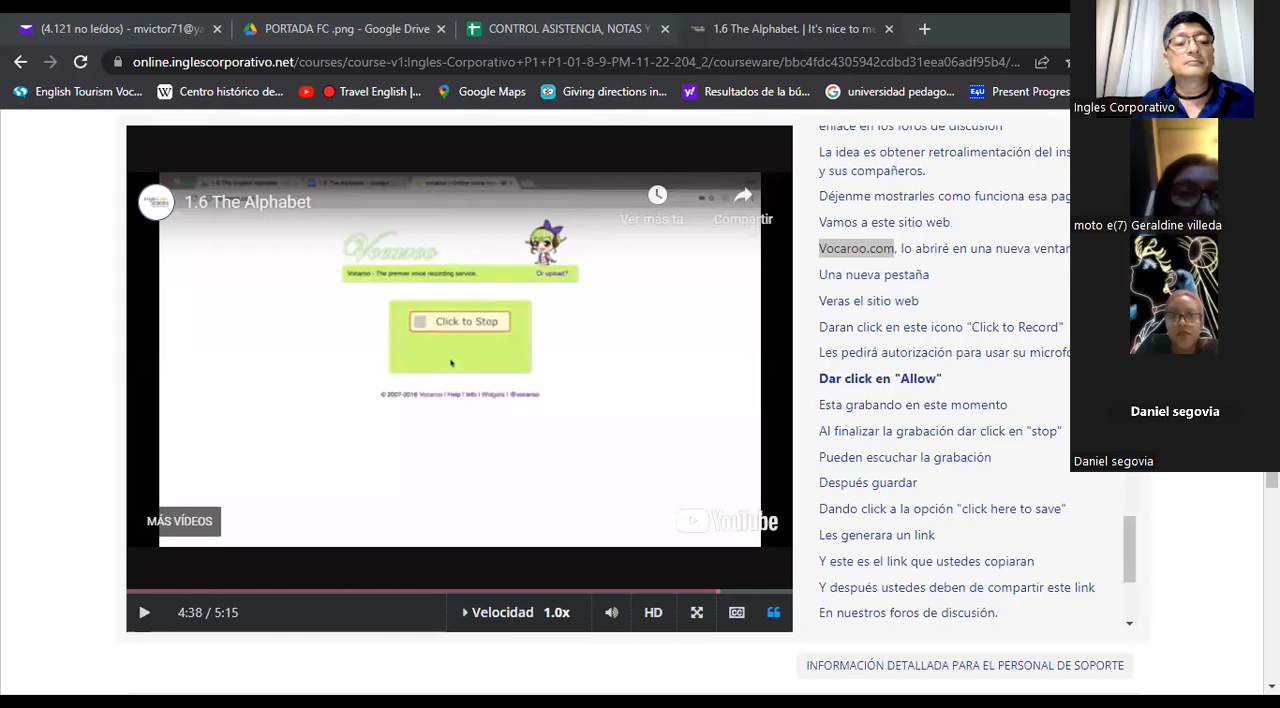 (4.121 no leídos) - mvictor71@ya
PORTADA FC .png - Google Drive
CONTROL ASISTENCIA, NOTAS Y
1.6 The Alphabet. | It's nice to me
online.inglescorporativo.net/courses/course-v1:Ingles-Corporativo+P1+P1-01-8-9-PM-11-22-204_2/courseware/bbc4fdc4305942cdbd31eea06adf95b4/...
English Tourism Voc...
Centro histórico de...
Travel English |...
Google Maps
Giving directions in...
Resultados de la bú...
universidad pedago...
Present Progres
Ingles Corporativo
moto e(7) Geraldine villeda
Daniel segovia
Daniel segovia
1.6 The Alphabet
Ver más ta...
Compartir
Vocaroo
Vocaroo - The premier voice recording service.
Or upload?
Click to Stop
© 2007-2016 Vocaroo | Help | Info | Widgets | @vocaroo
MÁS VÍDEOS
YouTube
4:38 / 5:15
Velocidad 1.0x
HD
enlace en los foros de discusión
La idea es obtener retroalimentación del ins
y sus compañeros.
Déjenme mostrarles como funciona esa pag
Vamos a este sitio web
Vocaroo.com, lo abriré en una nueva ventan
Una nueva pestaña
Veras el sitio web
Daran click en este icono "Click to Record"
Les pedirá autorización para usar su microfo
Dar click en "Allow"
Esta grabando en este momento
Al finalizar la grabación dar click en "stop"
Pueden escuchar la grabación
Después guardar
Dando click a la opción "click here to save"
Les generara un link
Y este es el link que ustedes copiaran
Y después ustedes deben de compartir este link
En nuestros foros de discusión.
INFORMACIÓN DETALLADA PARA EL PERSONAL DE SOPORTE